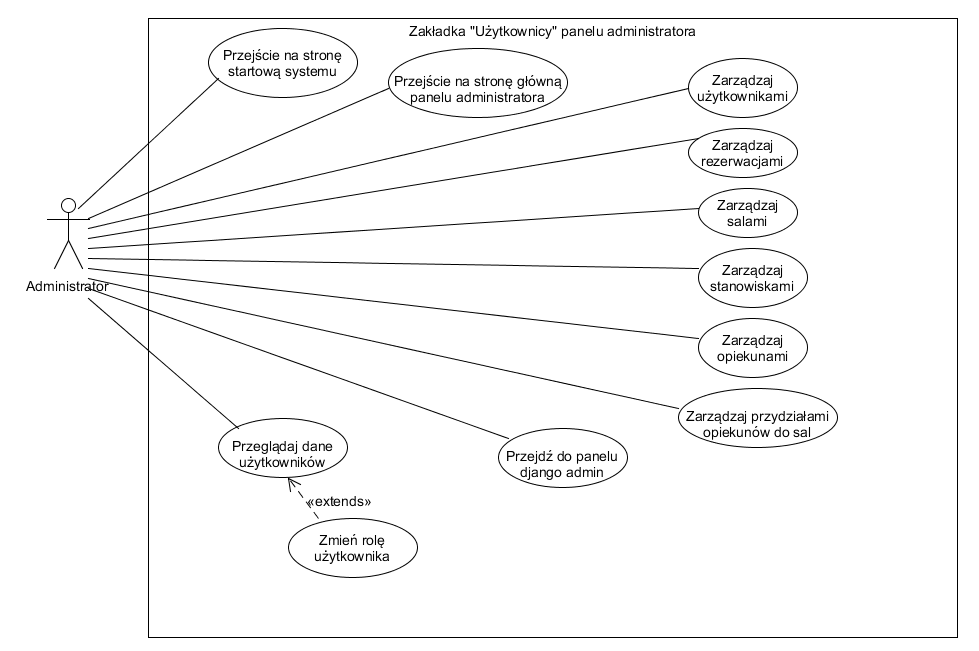 Zakładka "Użytkownicy" panelu administratora
Przejście na stronę
startową systemu
Przejście na stronę główną
panelu administratora
Zarządzaj
użytkownikami
Zarządzaj
rezerwacjami
Zarządzaj
salami
Zarządzaj
stanowiskami
Zarządzaj
opiekunami
Zarządzaj przydziałami
opiekunów do sal
Administrator
Przeglądaj dane
użytkowników
Przejdź do panelu
django admin
«extends»
Zmień rolę
użytkownika